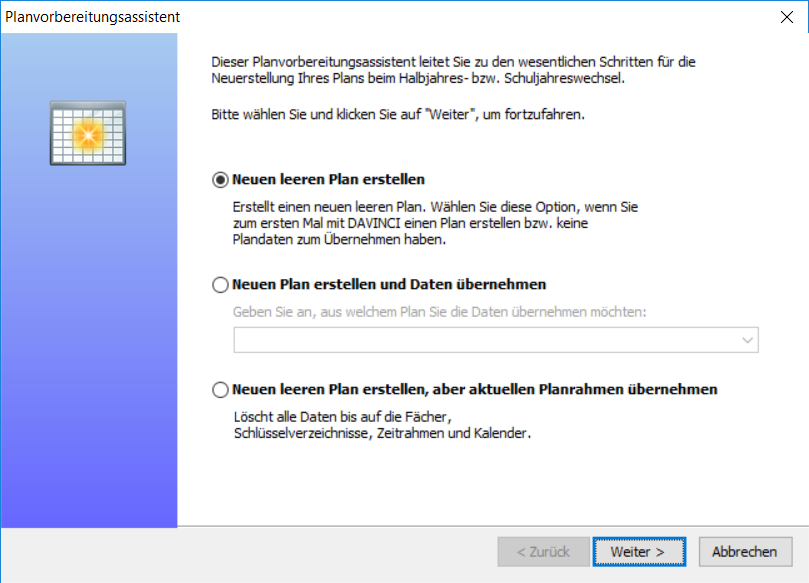 Planvorbereitungsassistent
Dieser Planvorbereitungsassistent leitet Sie zu den wesentlichen Schritten für die
Neuerstellung Ihres Plans beim Halbjahres- bzw. Schuljahreswechsel.
Bitte wählen Sie und klicken Sie auf "Weiter", um fortzufahren.
Neuen leeren Plan erstellen
Erstellt einen neuen leeren Plan. Wählen Sie diese Option, wenn Sie
zum ersten Mal mit DAVINCI einen Plan erstellen bzw. keine
Plandaten zum Übernehmen haben.
Neuen Plan erstellen und Daten übernehmen
Geben Sie an, aus welchem Plan Sie die Daten übernehmen möchten:
Neuen leeren Plan erstellen, aber aktuellen Planrahmen übernehmen
Löscht alle Daten bis auf die Fächer,
Schlüsselverzeichnisse, Zeitrahmen und Kalender.
< Zurück
Weiter >
Abbrechen